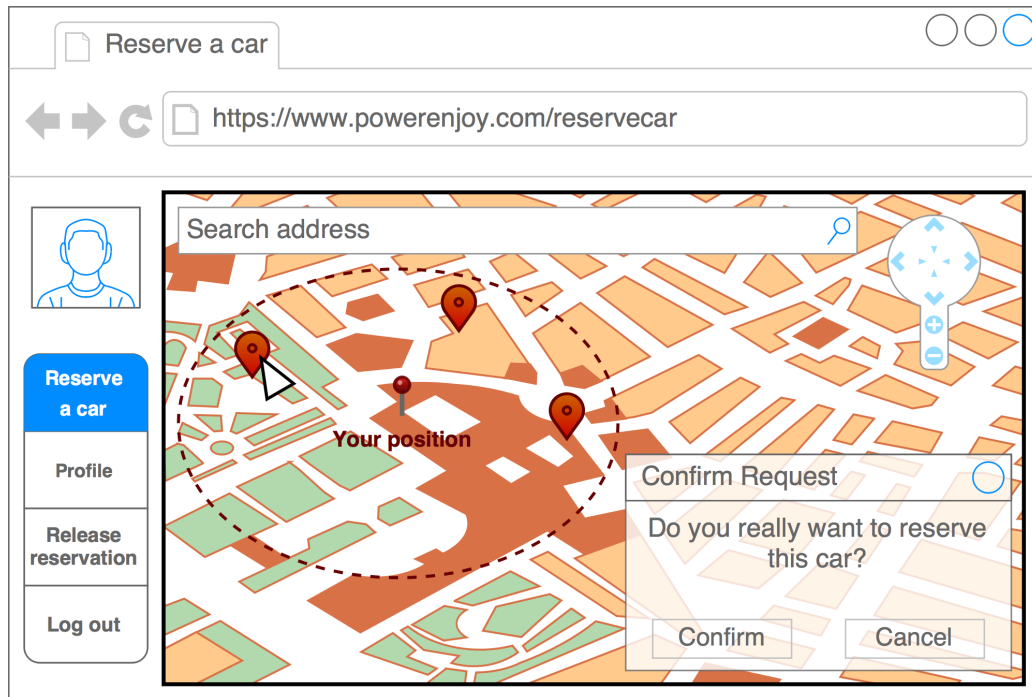 Reserve a car
https://www.powerenjoy.com/reservecar
Search address
Reserve
a car
Profile
Release
reservation
Log out
Your position
Confirm Request
Do you really want to reserve
this car?
Confirm
Cancel